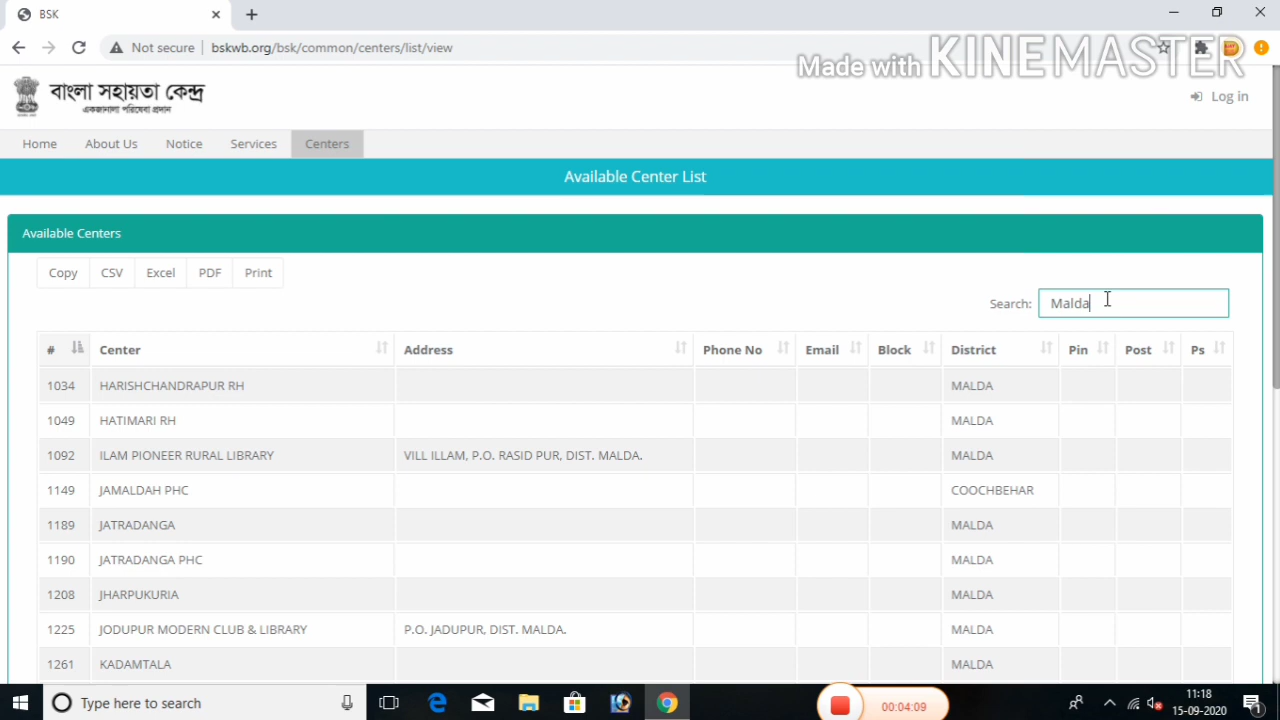 BSK
Not secure bskwb.org/bsk/common/centers/list/view
Made with KINEMASTER
বাংলা সহায়তা কেন্দ্র
একজানালা পরিষেবা প্রদান
Log in
Home About Us Notice Services Centers
Available Center List
Available Centers
Copy CSV Excel PDF Print
Search: Malda
# Center Address Phone No Email Block District Pin Post Ps
1034 HARISHCHANDRAPUR RH MALDA
1049 HATIMARI RH MALDA
1092 ILAM PIONEER RURAL LIBRARY VILL ILLAM, P.O. RASID PUR, DIST. MALDA. MALDA
1149 JAMALDAH PHC COOCHBEHAR
1189 JATRADANGA MALDA
1190 JATRADANGA PHC MALDA
1208 JHARPUKURIA MALDA
1225 JODUPUR MODERN CLUB & LIBRARY P.O. JADUPUR, DIST. MALDA. MALDA
1261 KADAMTALA MALDA
Type here to search
00:04:09
11:18
15-09-2020
1